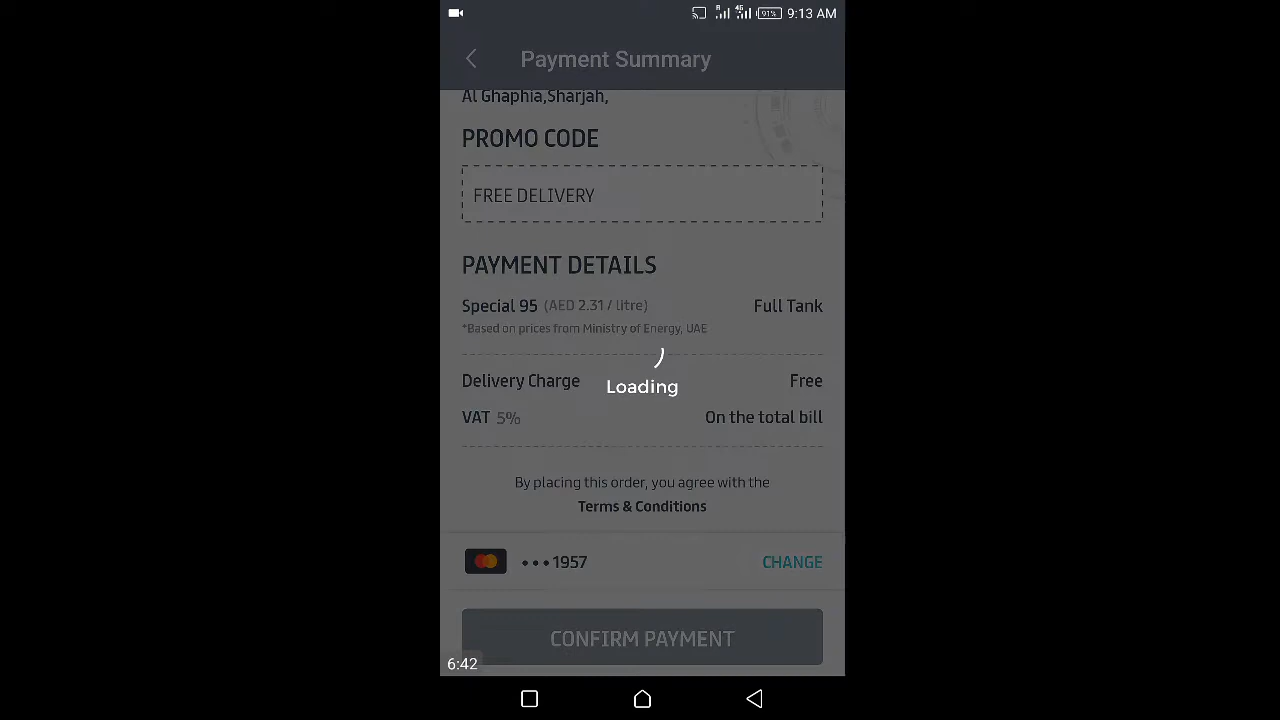 R 4G 91% 9:13 AM
Payment Summary
Al Ghaphia,Sharjah,
PROMO CODE
FREE DELIVERY
PAYMENT DETAILS
Special 95 (AED 2.31 / litre) Full Tank
*Based on prices from Ministry of Energy, UAE
Loading
Delivery Charge Free
VAT 5% On the total bill
By placing this order, you agree with the
Terms & Conditions
•••1957 CHANGE
CONFIRM PAYMENT
6:42